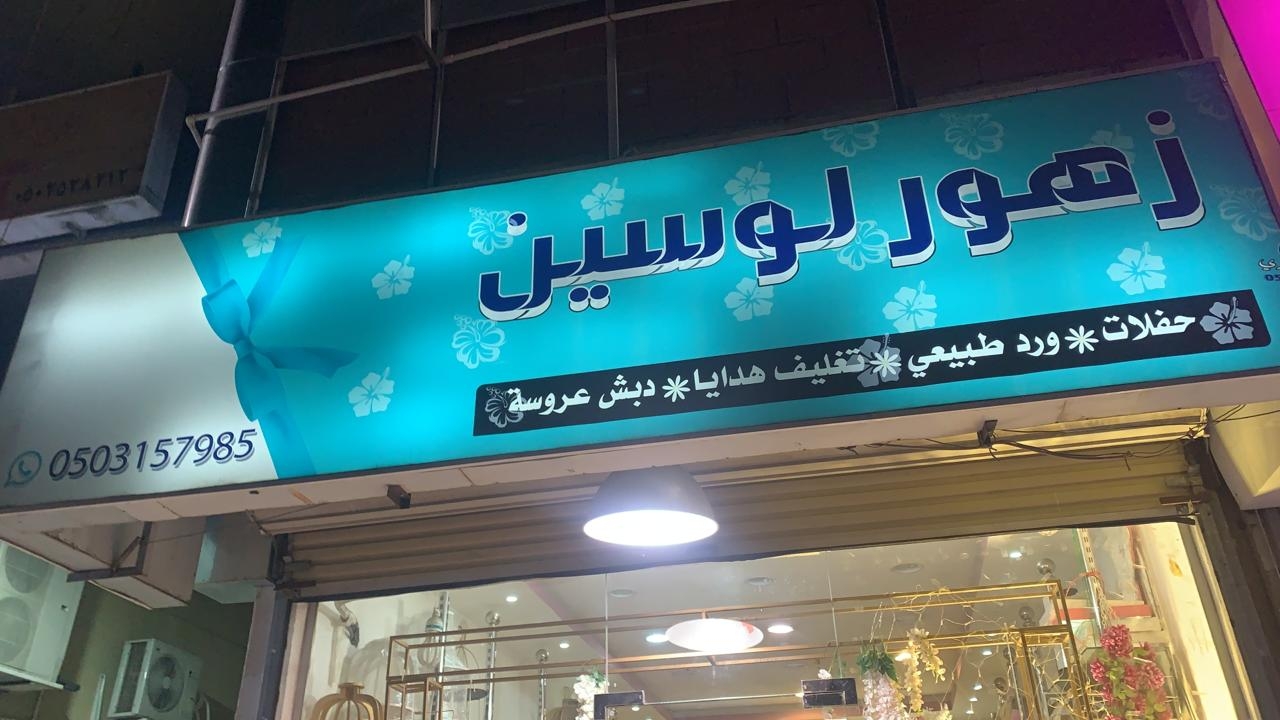 زهور لوسين
حفلات * ورد طبيعي * تغليف هدايا * دبش عروسة
0503157985